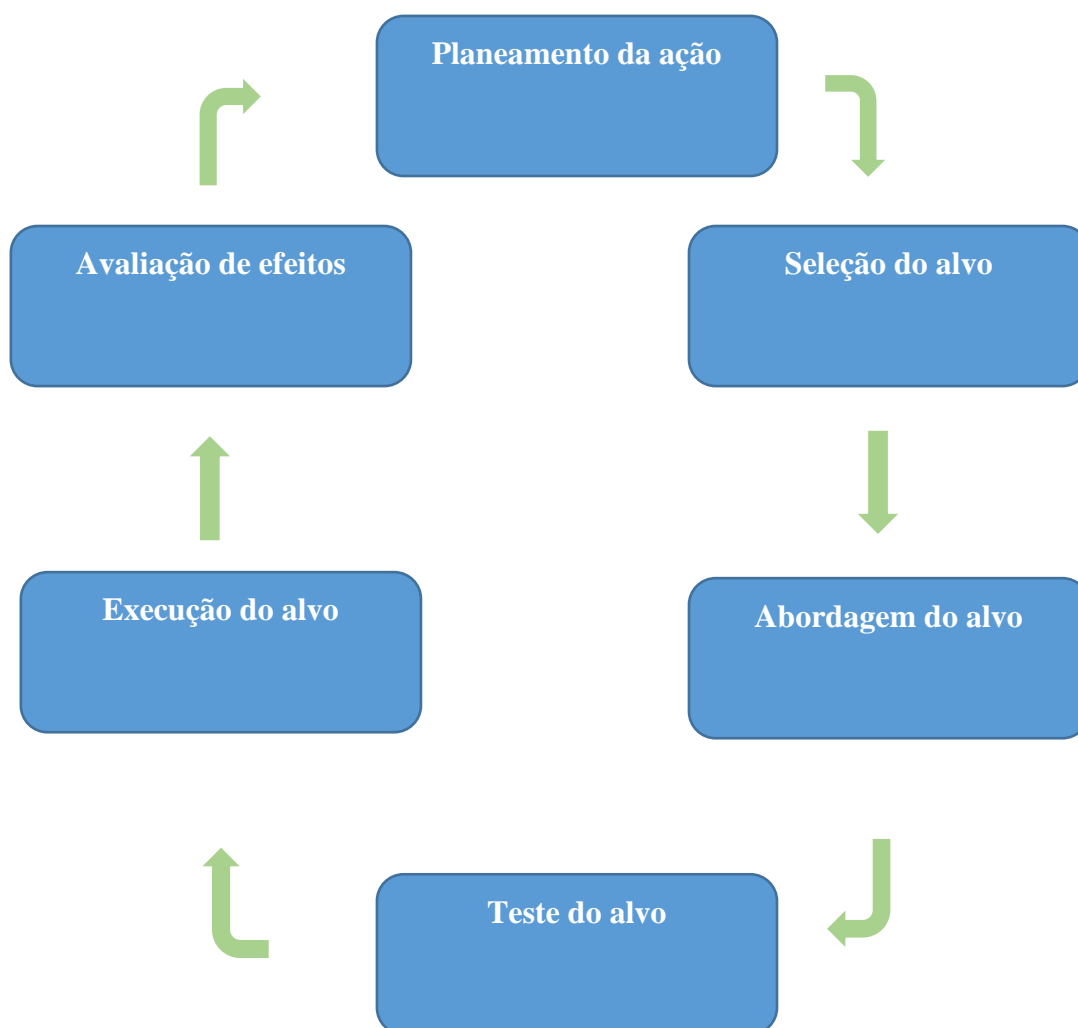 Planeamento da ação
Avaliação de efeitos
Seleção do alvo
Execução do alvo
Abordagem do alvo
Teste do alvo